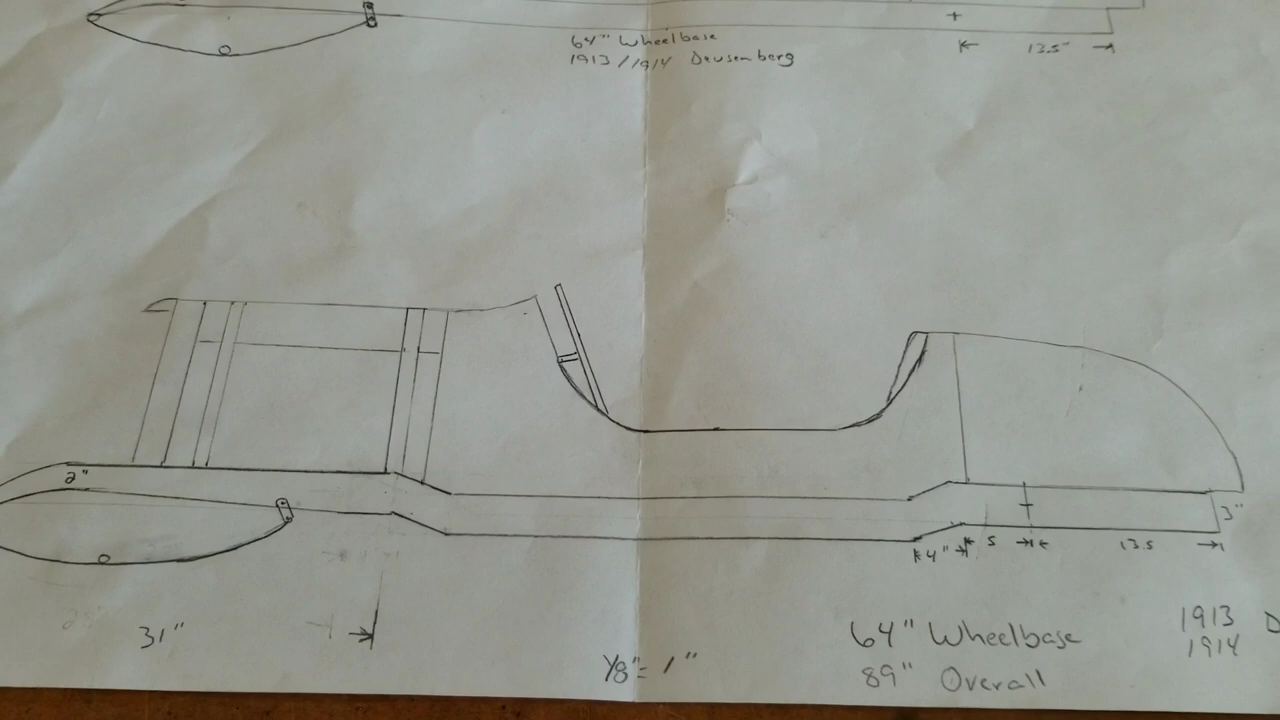 64" Wheelbase
13.5"
1913/1914 Deusenberg
2"
3"
4" 5 13.5
31"
1/8" = 1"
64" Wheelbase
89" Overall
1913 D
1914